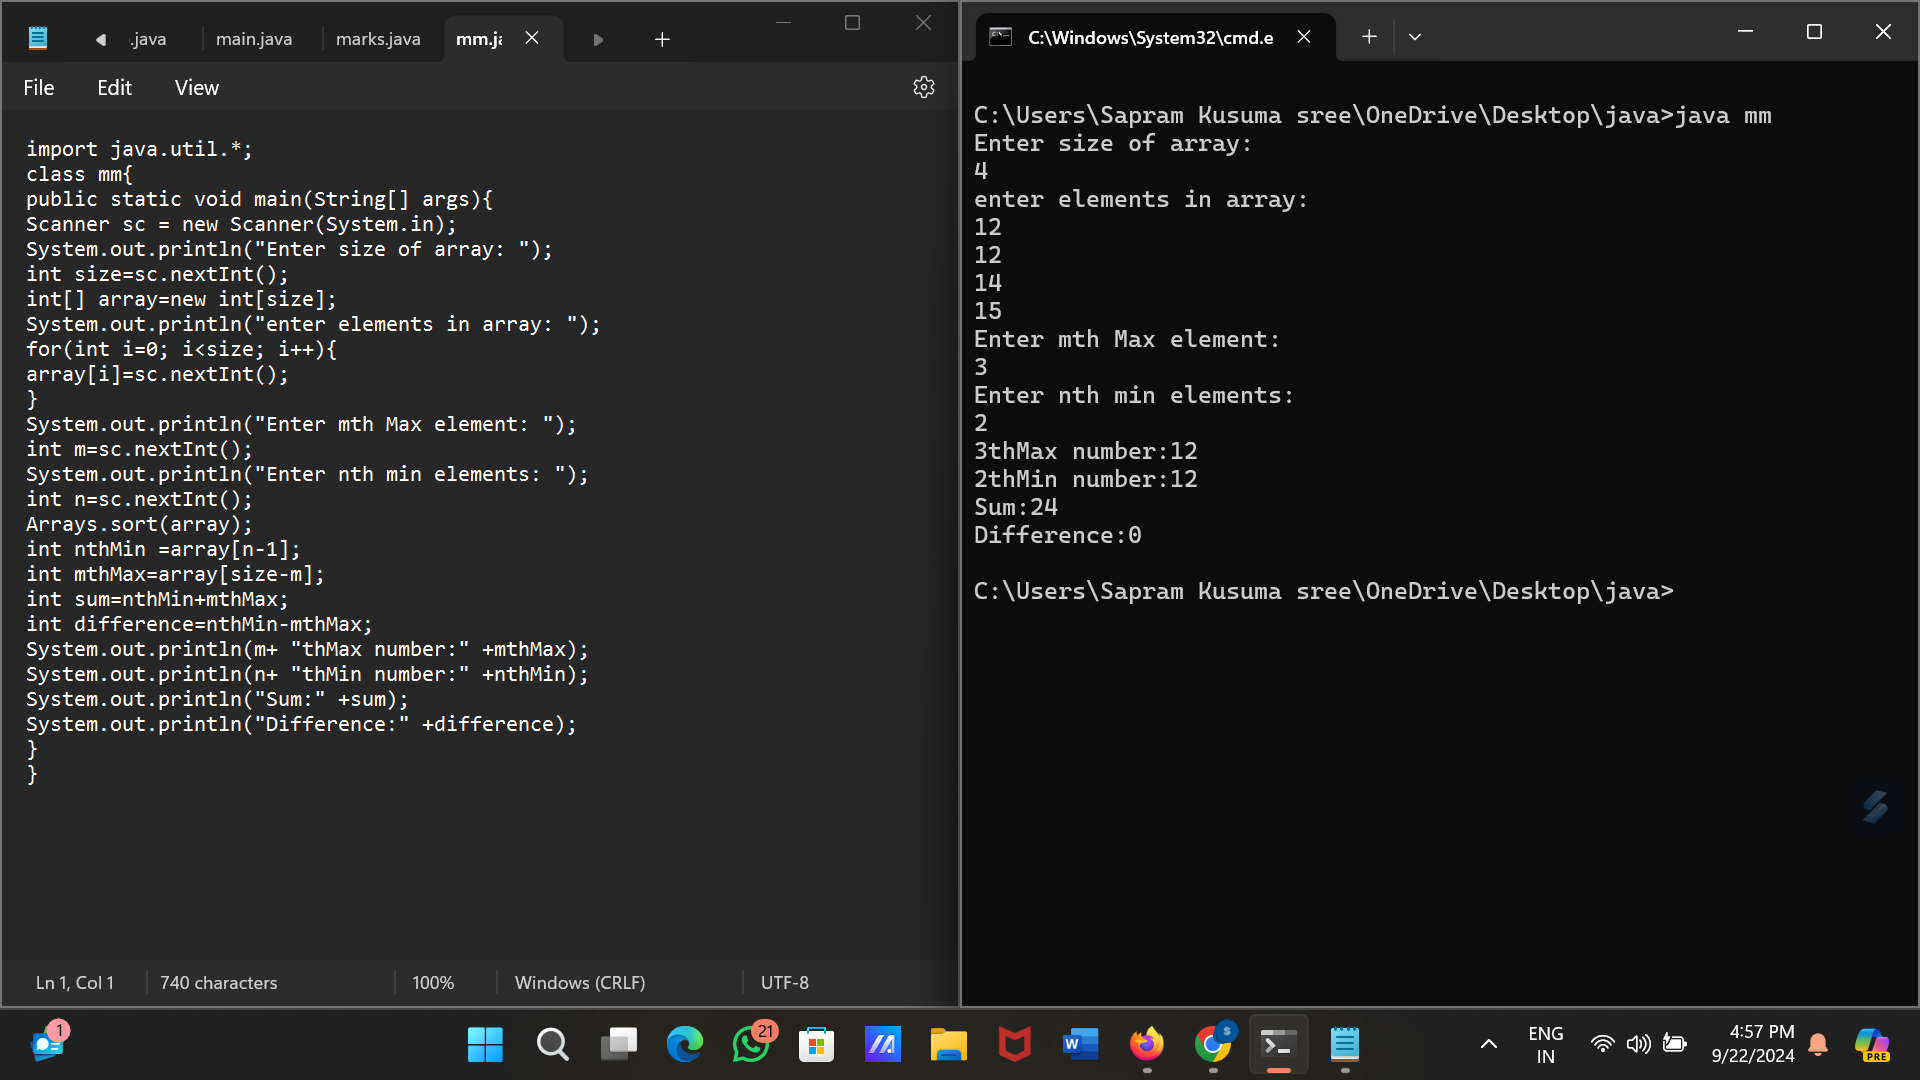 .java
main.java
marks.java
mm.ja
File
Edit
View
import java.util.*;
class mm{
public static void main(String[] args){
Scanner sc = new Scanner(System.in);
System.out.println("Enter size of array: ");
int size=sc.nextInt();
int[] array=new int[size];
System.out.println("enter elements in array: ");
for(int i=0; i<size; i++){
array[i]=sc.nextInt();
}
System.out.println("Enter mth Max element: ");
int m=sc.nextInt();
System.out.println("Enter nth min elements: ");
int n=sc.nextInt();
Arrays.sort(array);
int nthMin =array[n-1];
int mthMax=array[size-m];
int sum=nthMin+mthMax;
int difference=nthMin-mthMax;
System.out.println(m+ "thMax number:" +mthMax);
System.out.println(n+ "thMin number:" +nthMin);
System.out.println("Sum:" +sum);
System.out.println("Difference:" +difference);
}
}
Ln 1, Col 1
740 characters
100%
Windows (CRLF)
UTF-8
C:\Windows\System32\cmd.e
C:\Users\Sapram Kusuma sree\OneDrive\Desktop\java>java mm
Enter size of array:
4
enter elements in array:
12
12
14
15
Enter mth Max element:
3
Enter nth min elements:
2
3thMax number:12
2thMin number:12
Sum:24
Difference:0
C:\Users\Sapram Kusuma sree\OneDrive\Desktop\java>
1
21
W
S
ENG
IN
4:57 PM
9/22/2024
PRE